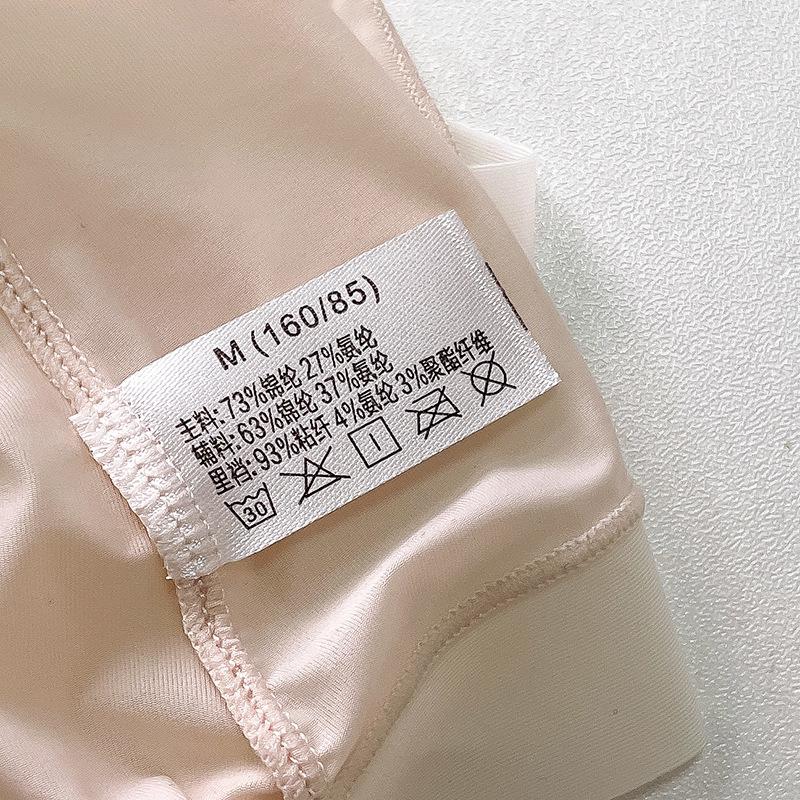 M(160/85)
主料:73%锦纶 27%氨纶
辅料:63%锦纶 37%氨纶
里裆:93%粘纤 4%氨纶 3%聚酯纤维
30